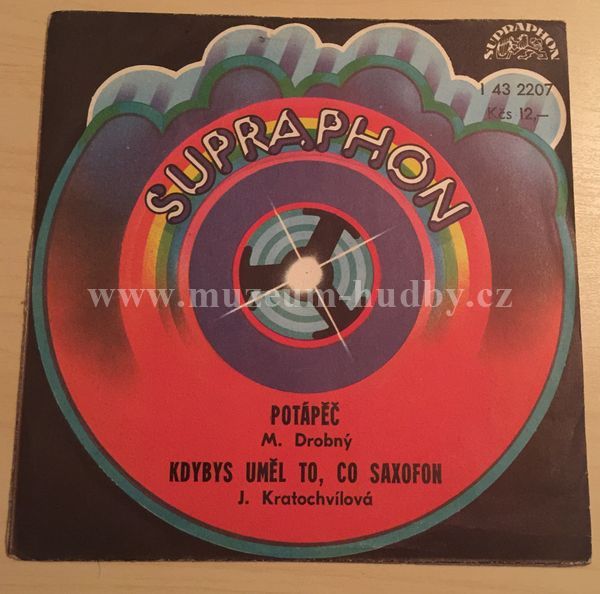 SUPRAPHON
1 43 2207
Kčs 12,–
SUPRAPHON
www.muzeum-hudby.cz
POTÁPĚČ
M. Drobný
KDYBYS UMĚL TO, CO SAXOFON
J. Kratochvílová